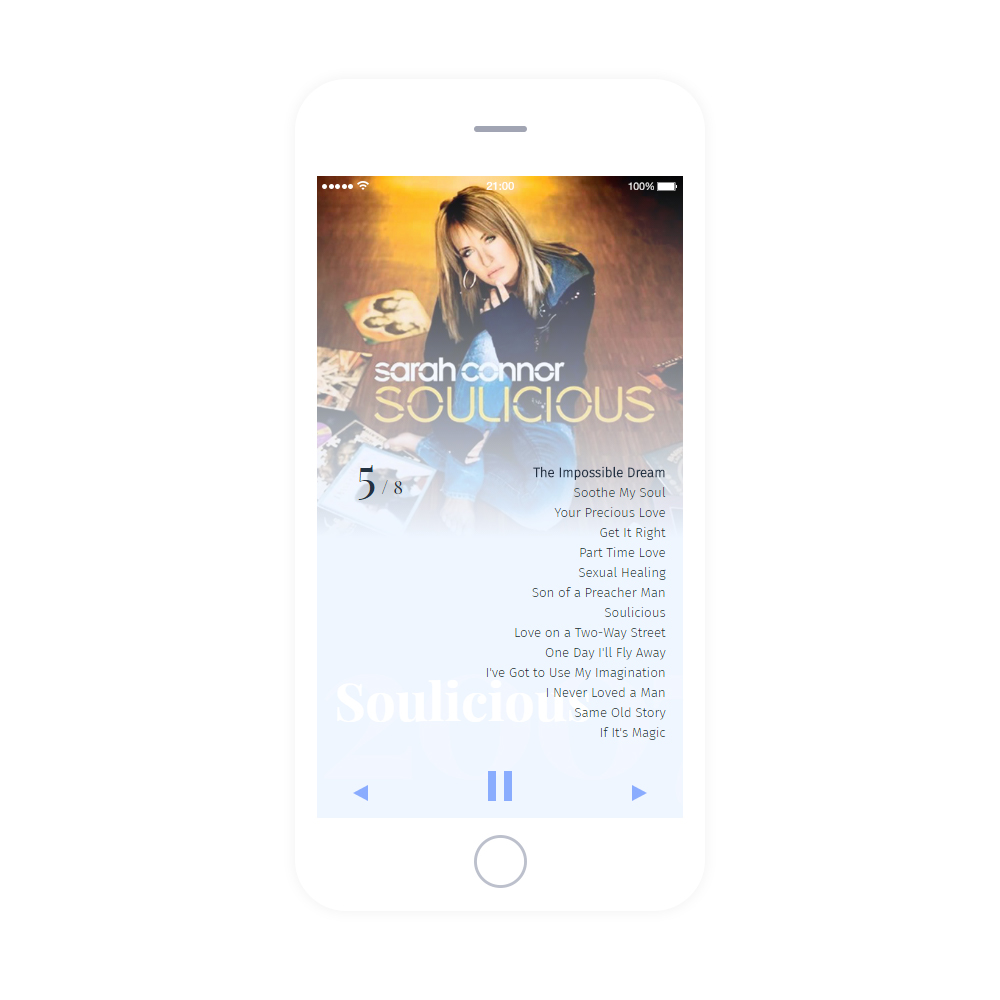 21:00
100%
sarah connor
SOULICIOUS
5 / 8
The Impossible Dream
Soothe My Soul
Your Precious Love
Get It Right
Part Time Love
Sexual Healing
Son of a Preacher Man
Soulicious
Love on a Two-Way Street
One Day I'll Fly Away
I've Got to Use My Imagination
I Never Loved a Man
Same Old Story
If It's Magic
Soulicious